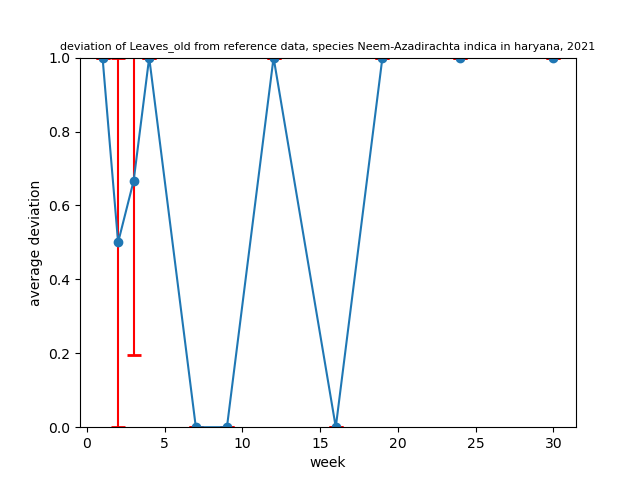 deviation of Leaves_old from reference data, species Neem-Azadirachta indica in haryana, 2021
1.0
0.8
0.6
0.4
0.2
0.0
average deviation
0 5 10 15 20 25 30
week